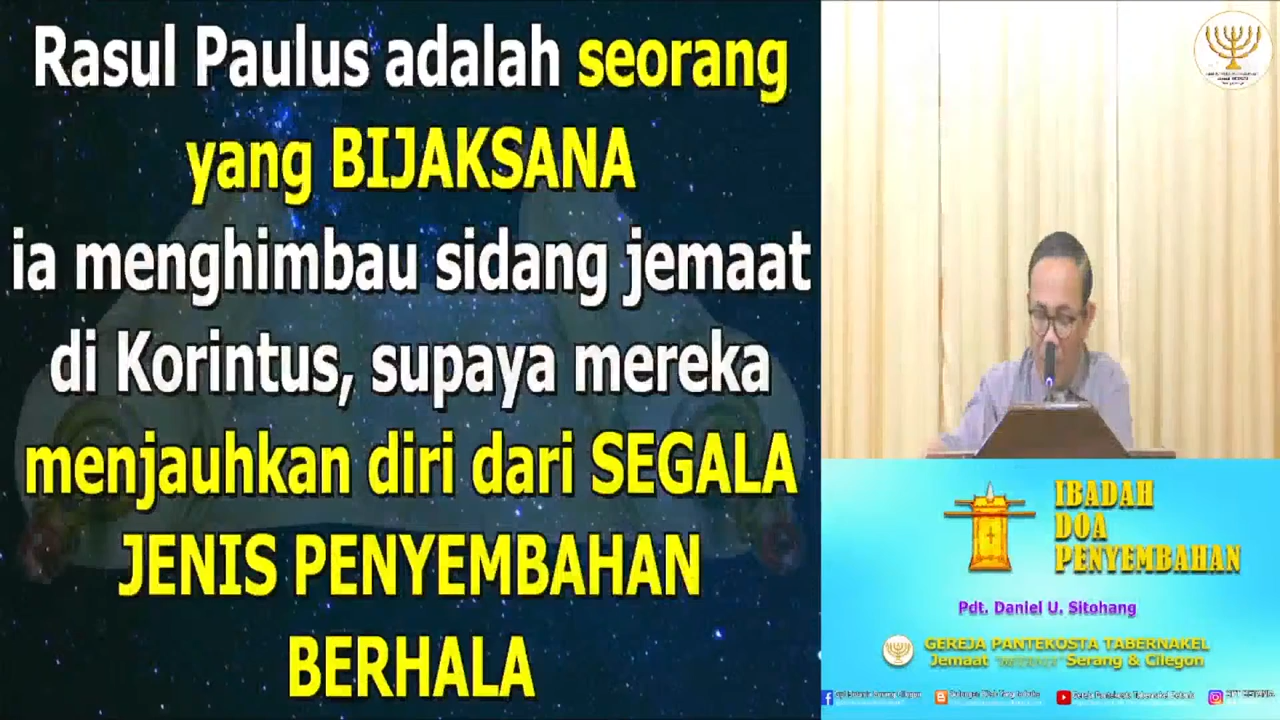 Rasul Paulus adalah seorang
yang BIJAKSANA
ia menghimbau sidang jemaat
di Korintus, supaya mereka
menjauhkan diri dari SEGALA
JENIS PENYEMBAHAN
BERHALA
IBADAH
DOA
PENYEMBAHAN
Pdt. Daniel U. Sitohang
GEREJA PANTEKOSTA TABERNAKEL
Jemaat Serang & Cilegon